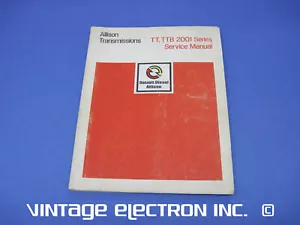 Allison
Transmissions
TT, TTB 2001 Series
Service Manual
Detroit Diesel
Allison
VINTAGE ELECTRON INC. ©